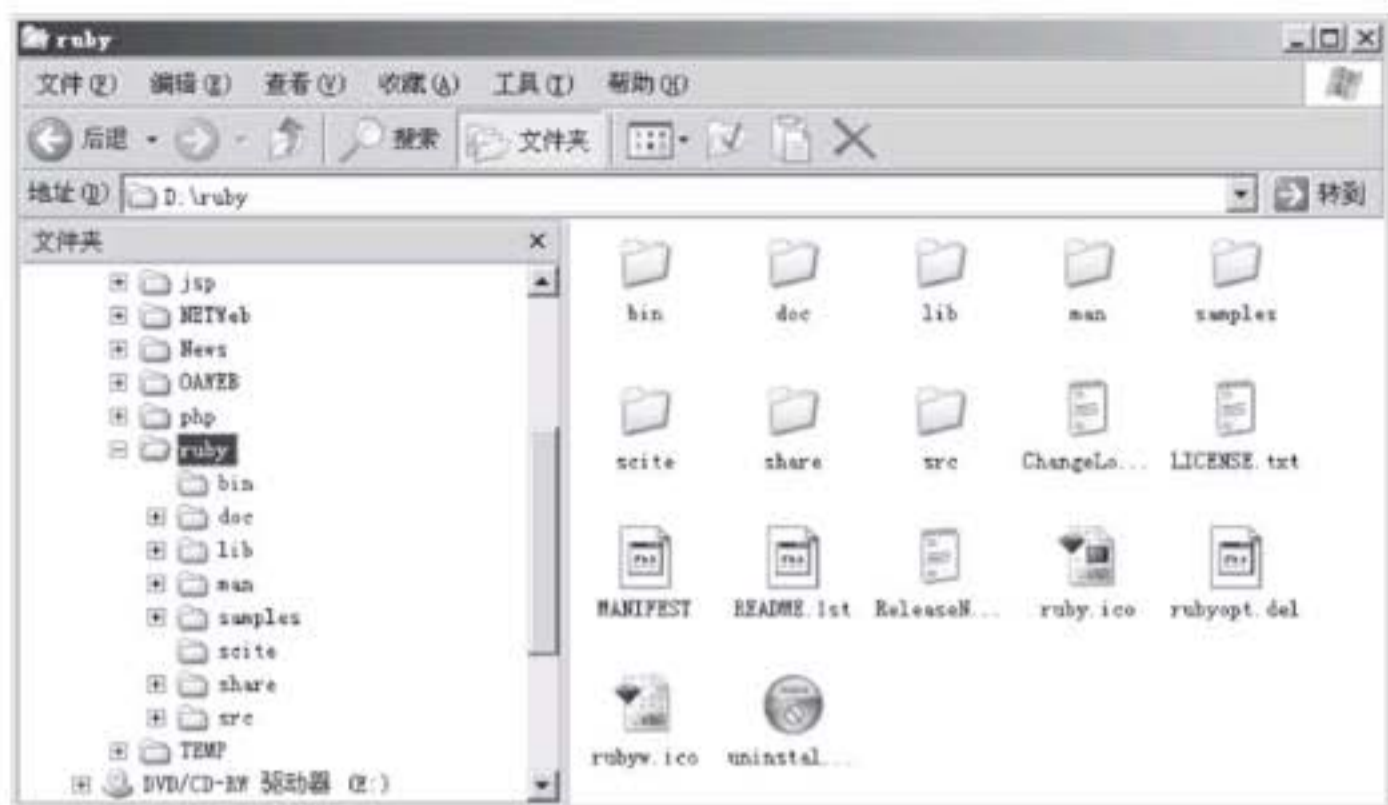 ruby
文件(F) 编辑(E) 查看(V) 收藏(A) 工具(T) 帮助(H)
后退 搜索 文件夹
地址(D) D:\ruby 转到
文件夹
jsp
NETWeb
News
OAWEB
php
ruby
bin
doc
lib
man
samples
scite
share
src
TEMP
DVD/CD-RW 驱动器 (E:)
bin doc lib man samples
scite share src ChangeLo... LICENSE.txt
MANIFEST README.1st ReleaseN... ruby.ico rubyopt.del
rubyw.ico uninstal...